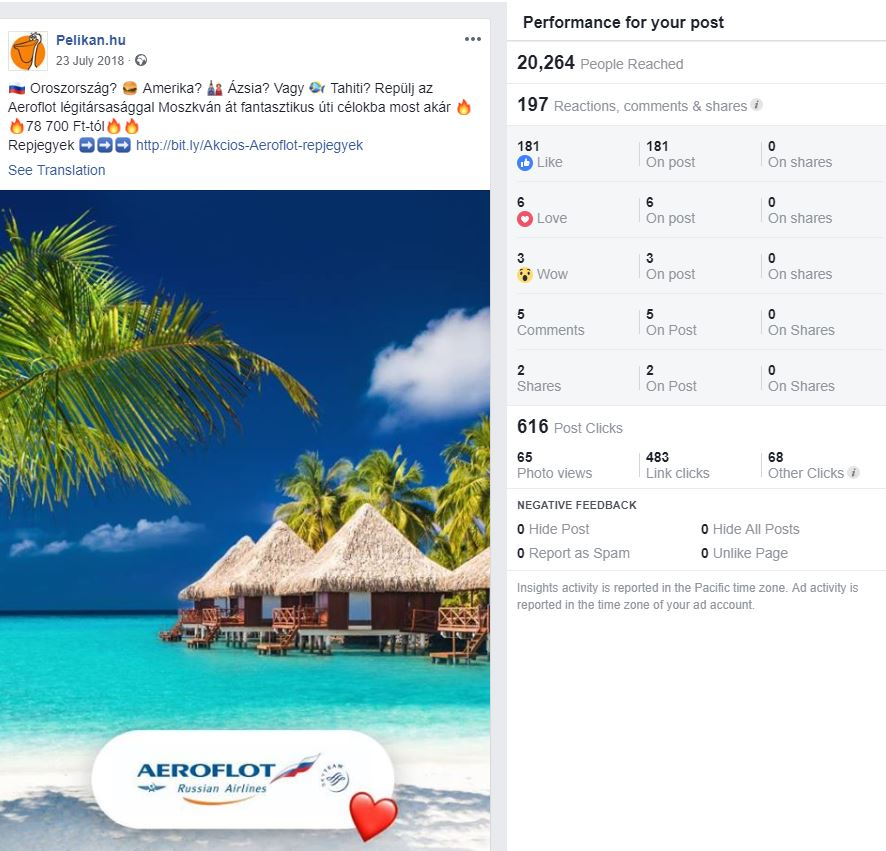 Pelikan.hu
23 July 2018 ·
Oroszország? Amerika? Ázsia? Vagy Tahiti? Repülj az
Aeroflot légitársasággal Moszkván át fantasztikus úti célokba most akár 🔥
🔥78 700 Ft-tól🔥🔥
Repjegyek ➡➡➡ http://bit.ly/Akcios-Aeroflot-repjegyek
See Translation
AEROFLOT
Russian Airlines
SKYTEAM
Performance for your post
20,264 People Reached
197 Reactions, comments & shares
181 181 0
Like On post On shares
6 6 0
Love On post On shares
3 3 0
Wow On post On shares
5 5 0
Comments On Post On Shares
2 2 0
Shares On Post On Shares
616 Post Clicks
65 483 68
Photo views Link clicks Other Clicks
NEGATIVE FEEDBACK
0 Hide Post 0 Hide All Posts
0 Report as Spam 0 Unlike Page
Insights activity is reported in the Pacific time zone. Ad activity is
reported in the time zone of your ad account.